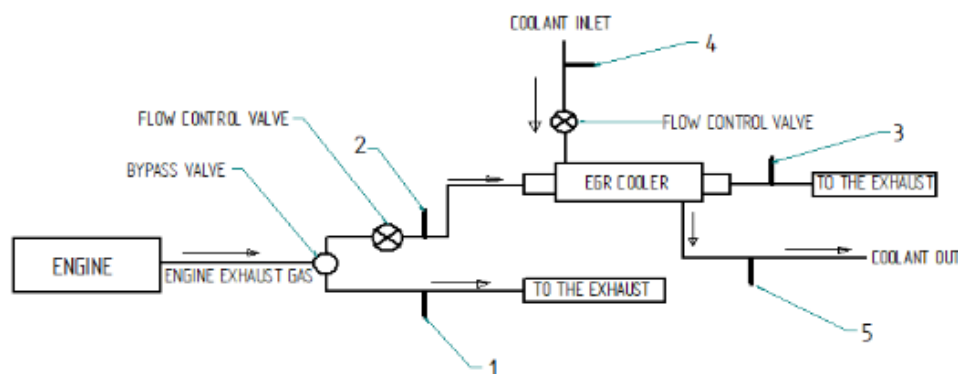 COOLANT INLET
4
FLOW CONTROL VALVE
2
FLOW CONTROL VALVE
3
BYPASS VALVE
EGR COOLER
TO THE EXHAUST
ENGINE
ENGINE EXHAUST GAS
COOLANT OUT
TO THE EXHAUST
5
1